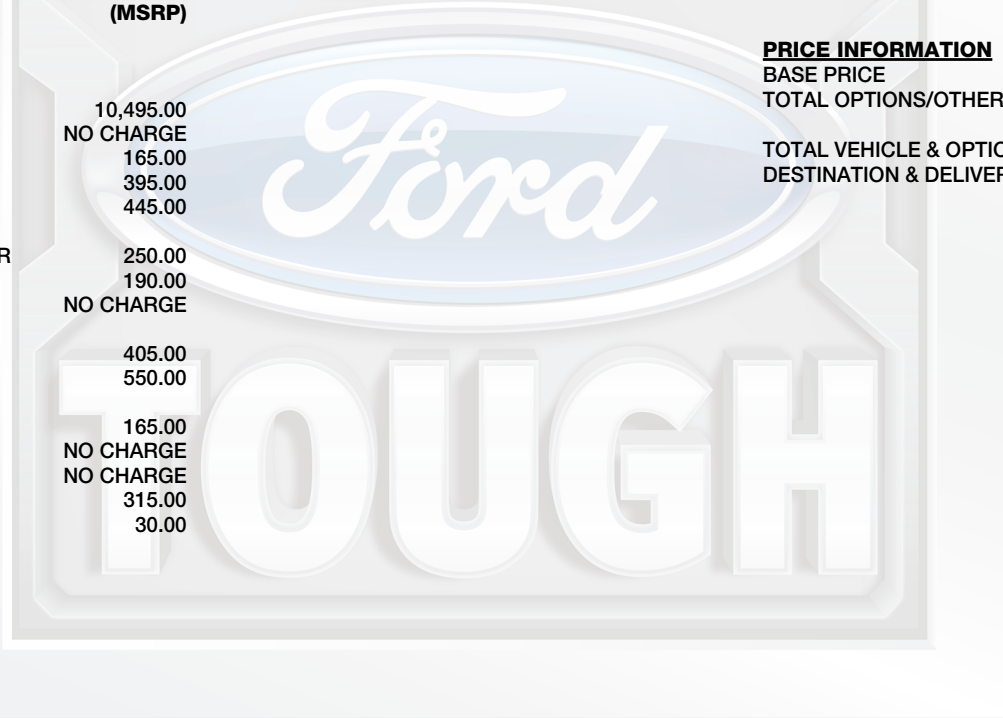 (MSRP)
10,495.00
NO CHARGE
165.00
395.00
445.00
R 250.00
190.00
NO CHARGE
405.00
550.00
165.00
NO CHARGE
NO CHARGE
315.00
30.00
PRICE INFORMATION
BASE PRICE
TOTAL OPTIONS/OTHER
TOTAL VEHICLE & OPTIO
DESTINATION & DELIVER
Ford
TOUGH